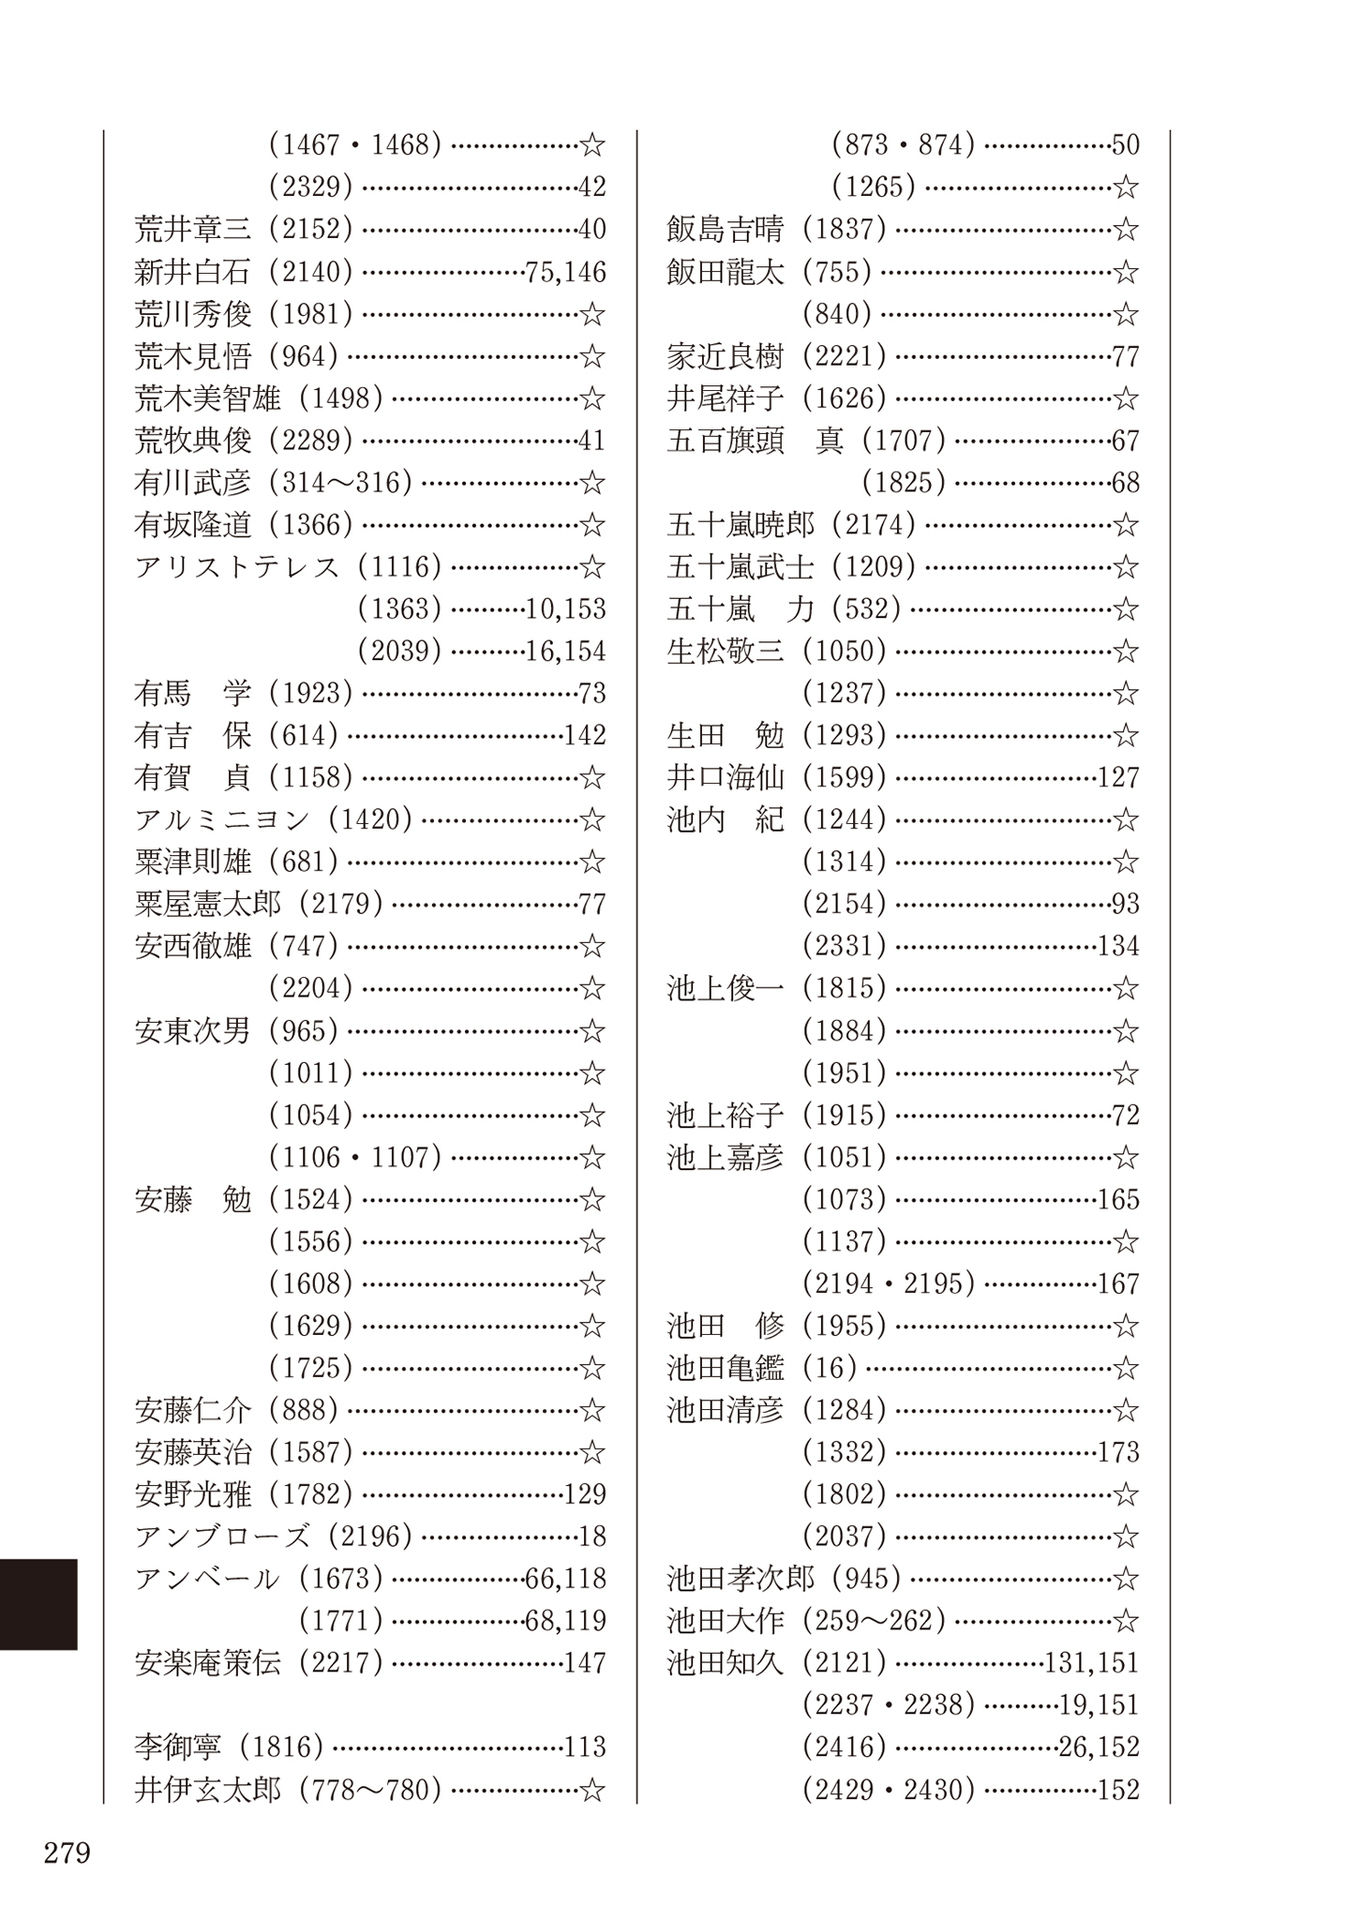 (1467・1468)………………☆
(2329)…………………………42
荒井章三(2152)…………………………40
新井白石(2140)…………………75,146
荒川秀俊(1981)…………………………☆
荒木見悟(964)…………………………☆
荒木美智雄(1498)……………………☆
荒牧典俊(2289)…………………………41
有川武彦(314〜316)…………………☆
有坂隆道(1366)…………………………☆
アリストテレス(1116)………………☆
(1363)………10,153
(2039)………16,154
有馬　学(1923)…………………………73
有吉　保(614)…………………………142
有賀　貞(1158)…………………………☆
アルミニヨン(1420)…………………☆
粟津則雄(681)…………………………☆
粟屋憲太郎(2179)……………………77
安西徹雄(747)…………………………☆
(2204)…………………………☆
安東次男(965)…………………………☆
(1011)…………………………☆
(1054)…………………………☆
(1106・1107)………………☆
安藤　勉(1524)…………………………☆
(1556)…………………………☆
(1608)…………………………☆
(1629)…………………………☆
(1725)…………………………☆
安藤仁介(888)…………………………☆
安藤英治(1587)…………………………☆
安野光雅(1782)………………………129
アンブローズ(2196)…………………18
アンベール(1673)………………66,118
(1771)………………68,119
安楽庵策伝(2217)……………………147
李御寧(1816)…………………………113
井伊玄太郎(778〜780)………………☆
(873・874)………………50
(1265)……………………☆
飯島吉晴(1837)…………………………☆
飯田龍太(755)…………………………☆
(840)…………………………☆
家近良樹(2221)…………………………77
井尾祥子(1626)…………………………☆
五百旗頭　真(1707)…………………67
(1825)…………………68
五十嵐暁郎(2174)……………………☆
五十嵐武士(1209)……………………☆
五十嵐　力(532)………………………☆
生松敬三(1050)…………………………☆
(1237)…………………………☆
生田　勉(1293)…………………………☆
井口海仙(1599)………………………127
池内　紀(1244)…………………………☆
(1314)…………………………☆
(2154)…………………………93
(2331)………………………134
池上俊一(1815)…………………………☆
(1884)…………………………☆
(1951)…………………………☆
池上裕子(1915)…………………………72
池上嘉彦(1051)…………………………☆
(1073)………………………165
(1137)…………………………☆
(2194・2195)……………167
池田　修(1955)…………………………☆
池田亀鑑(16)……………………………☆
池田清彦(1284)…………………………☆
(1332)………………………173
(1802)…………………………☆
(2037)…………………………☆
池田孝次郎(945)………………………☆
池田大作(259〜262)…………………☆
池田知久(2121)…………………131,151
(2237・2238)………19,151
(2416)…………………26,152
(2429・2430)……………152
279